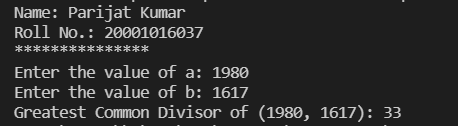 Name: Parijat Kumar
Roll No.: 20001016037
***************
Enter the value of a: 1980
Enter the value of b: 1617
Greatest Common Divisor of (1980, 1617): 33